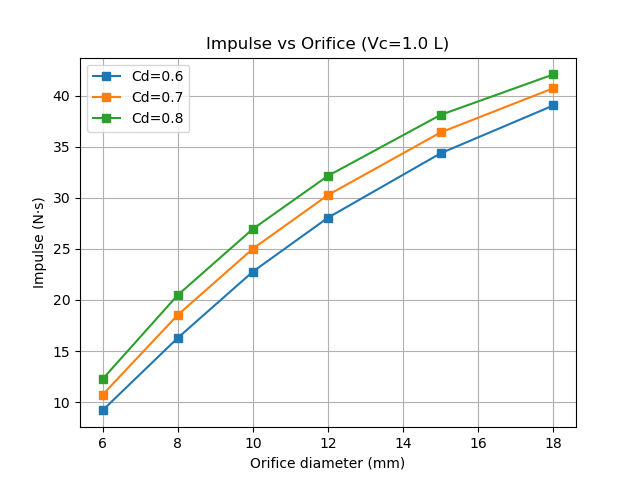 Impulse vs Orifice (Vc=1.0 L)
Cd=0.6
Cd=0.7
Cd=0.8
Impulse (N·s)
40
35
30
25
20
15
10
6 8 10 12 14 16 18
Orifice diameter (mm)